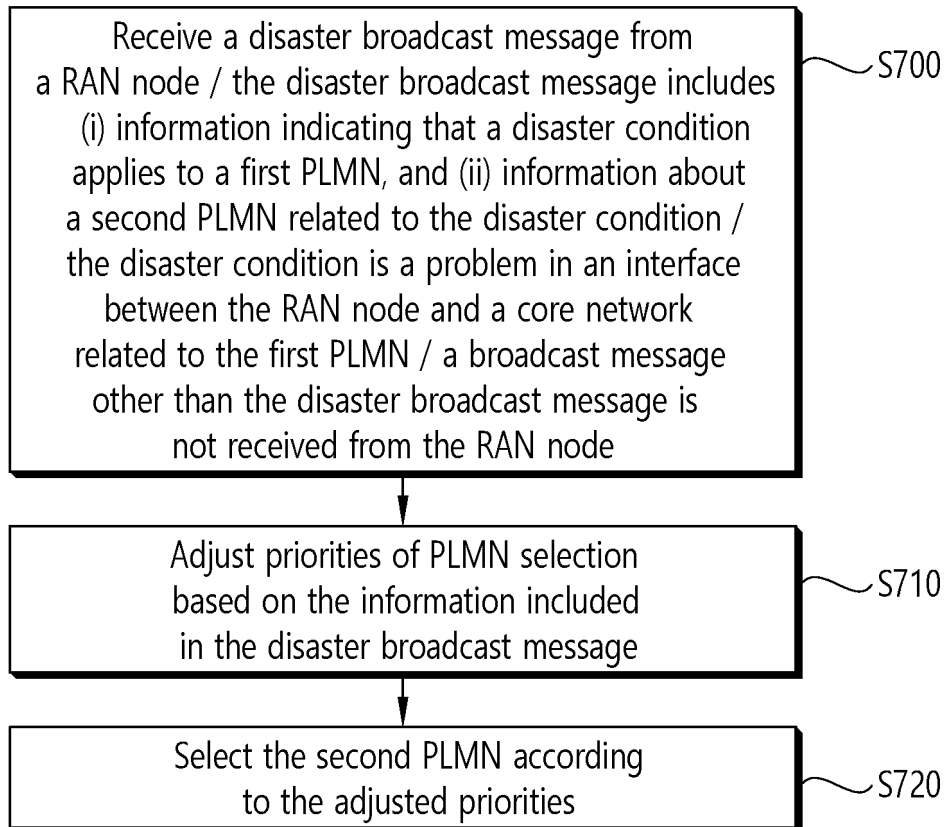 Receive a disaster broadcast message from
a RAN node / the disaster broadcast message includes
(i) information indicating that a disaster condition
applies to a first PLMN, and (ii) information about
a second PLMN related to the disaster condition /
the disaster condition is a problem in an interface
between the RAN node and a core network
related to the first PLMN / a broadcast message
other than the disaster broadcast message is
not received from the RAN node
S700
Adjust priorities of PLMN selection
based on the information included
in the disaster broadcast message
S710
Select the second PLMN according
to the adjusted priorities
S720